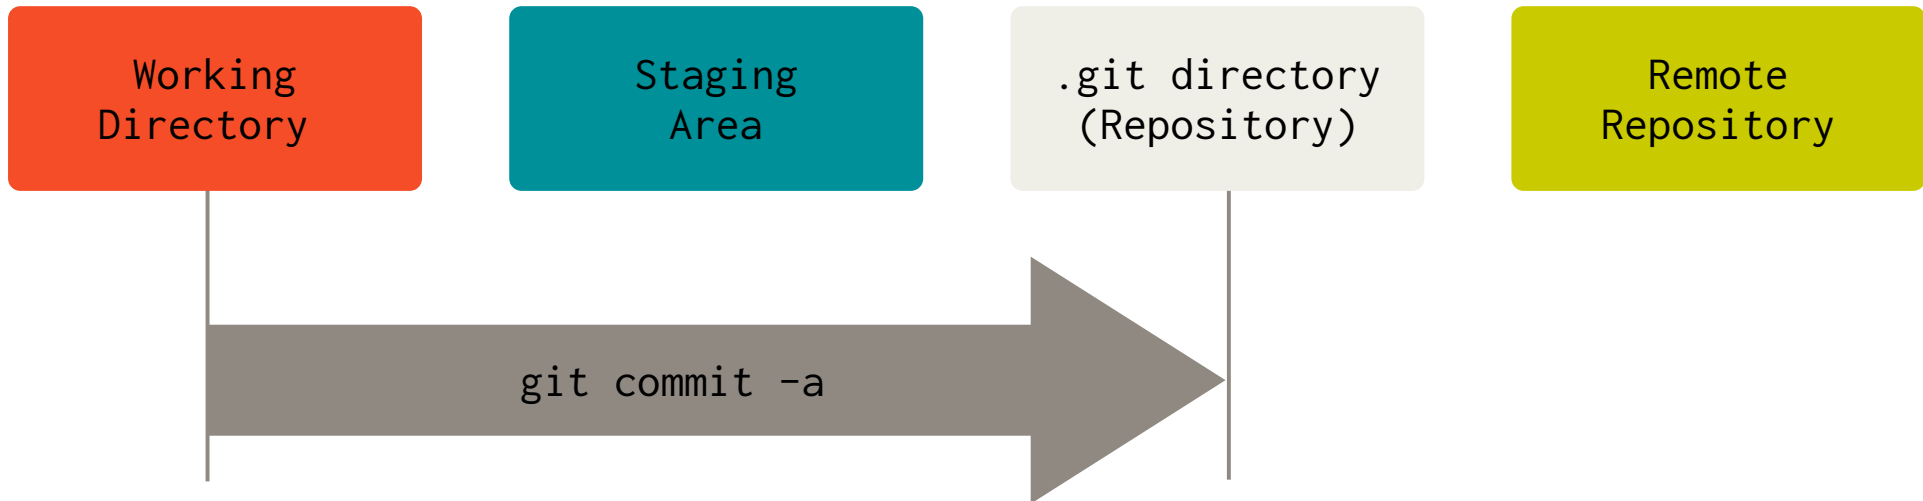 Working
Directory
Staging
Area
.git directory
(Repository)
Remote
Repository
git commit –a